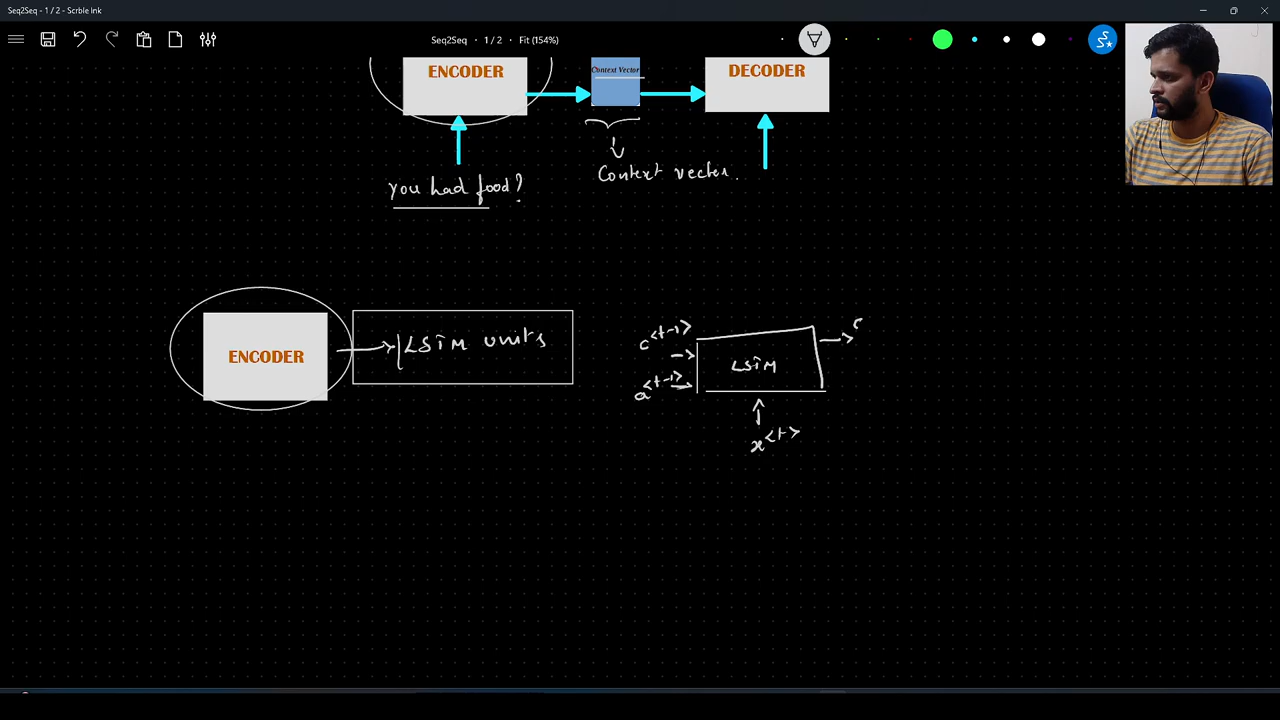 Seq2Seq - 1 / 2 - Scrble Ink
Seq2Seq • 1 / 2 • Fit (154%)
ENCODER
Context Vector
DECODER
you had food?
Context vector.
ENCODER
LSTM units
c<t-1>
a<t-1>
LSTM
x<t>